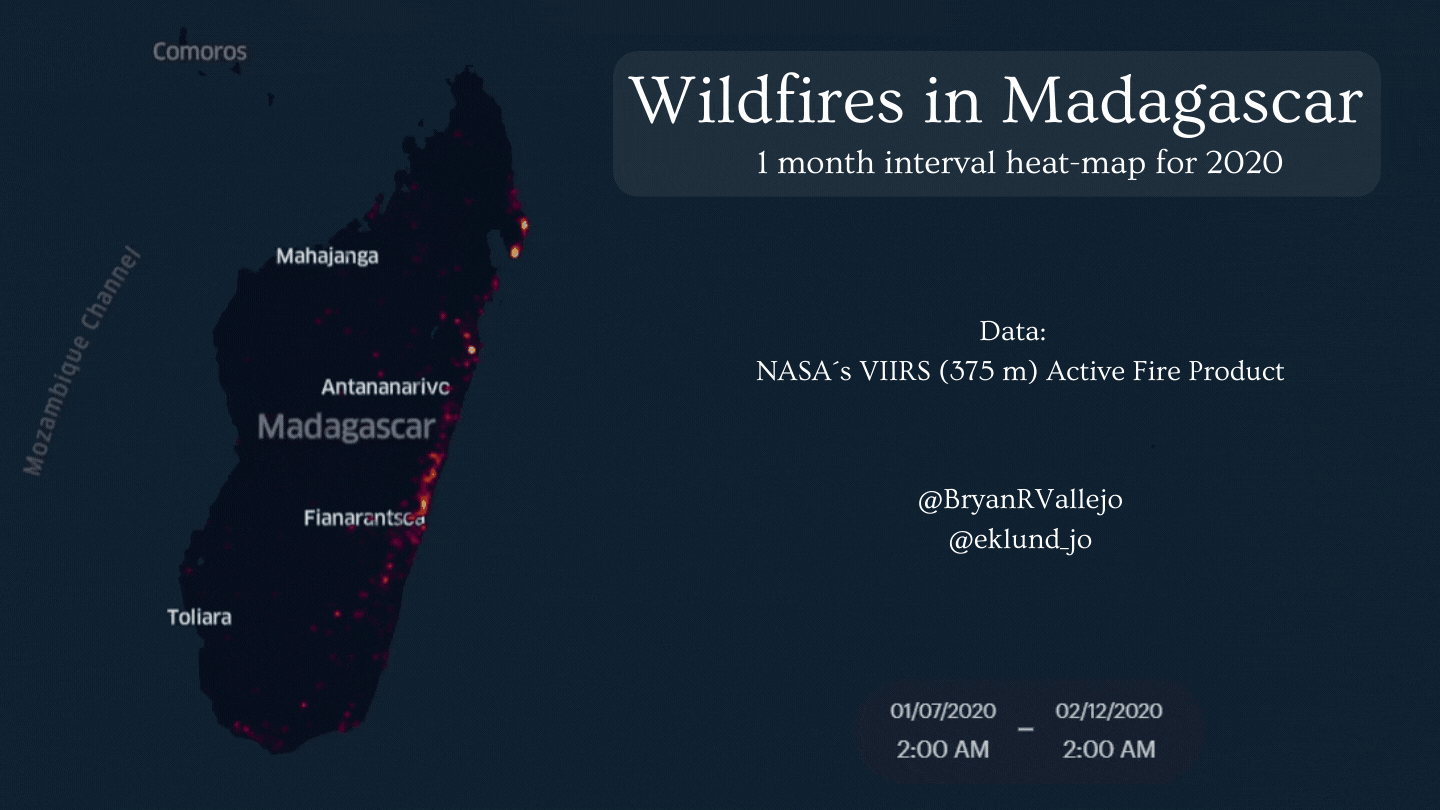 Comoros
Wildfires in Madagascar
1 month interval heat-map for 2020
Mahajanga
Mozambique Channel
Data:
NASA´s VIIRS (375 m) Active Fire Product
Antananarivo
Madagascar
@BryanRVallejo
Fianarantsoa
@eklund_jo
Toliara
01/07/2020 – 02/12/2020
2:00 AM 2:00 AM